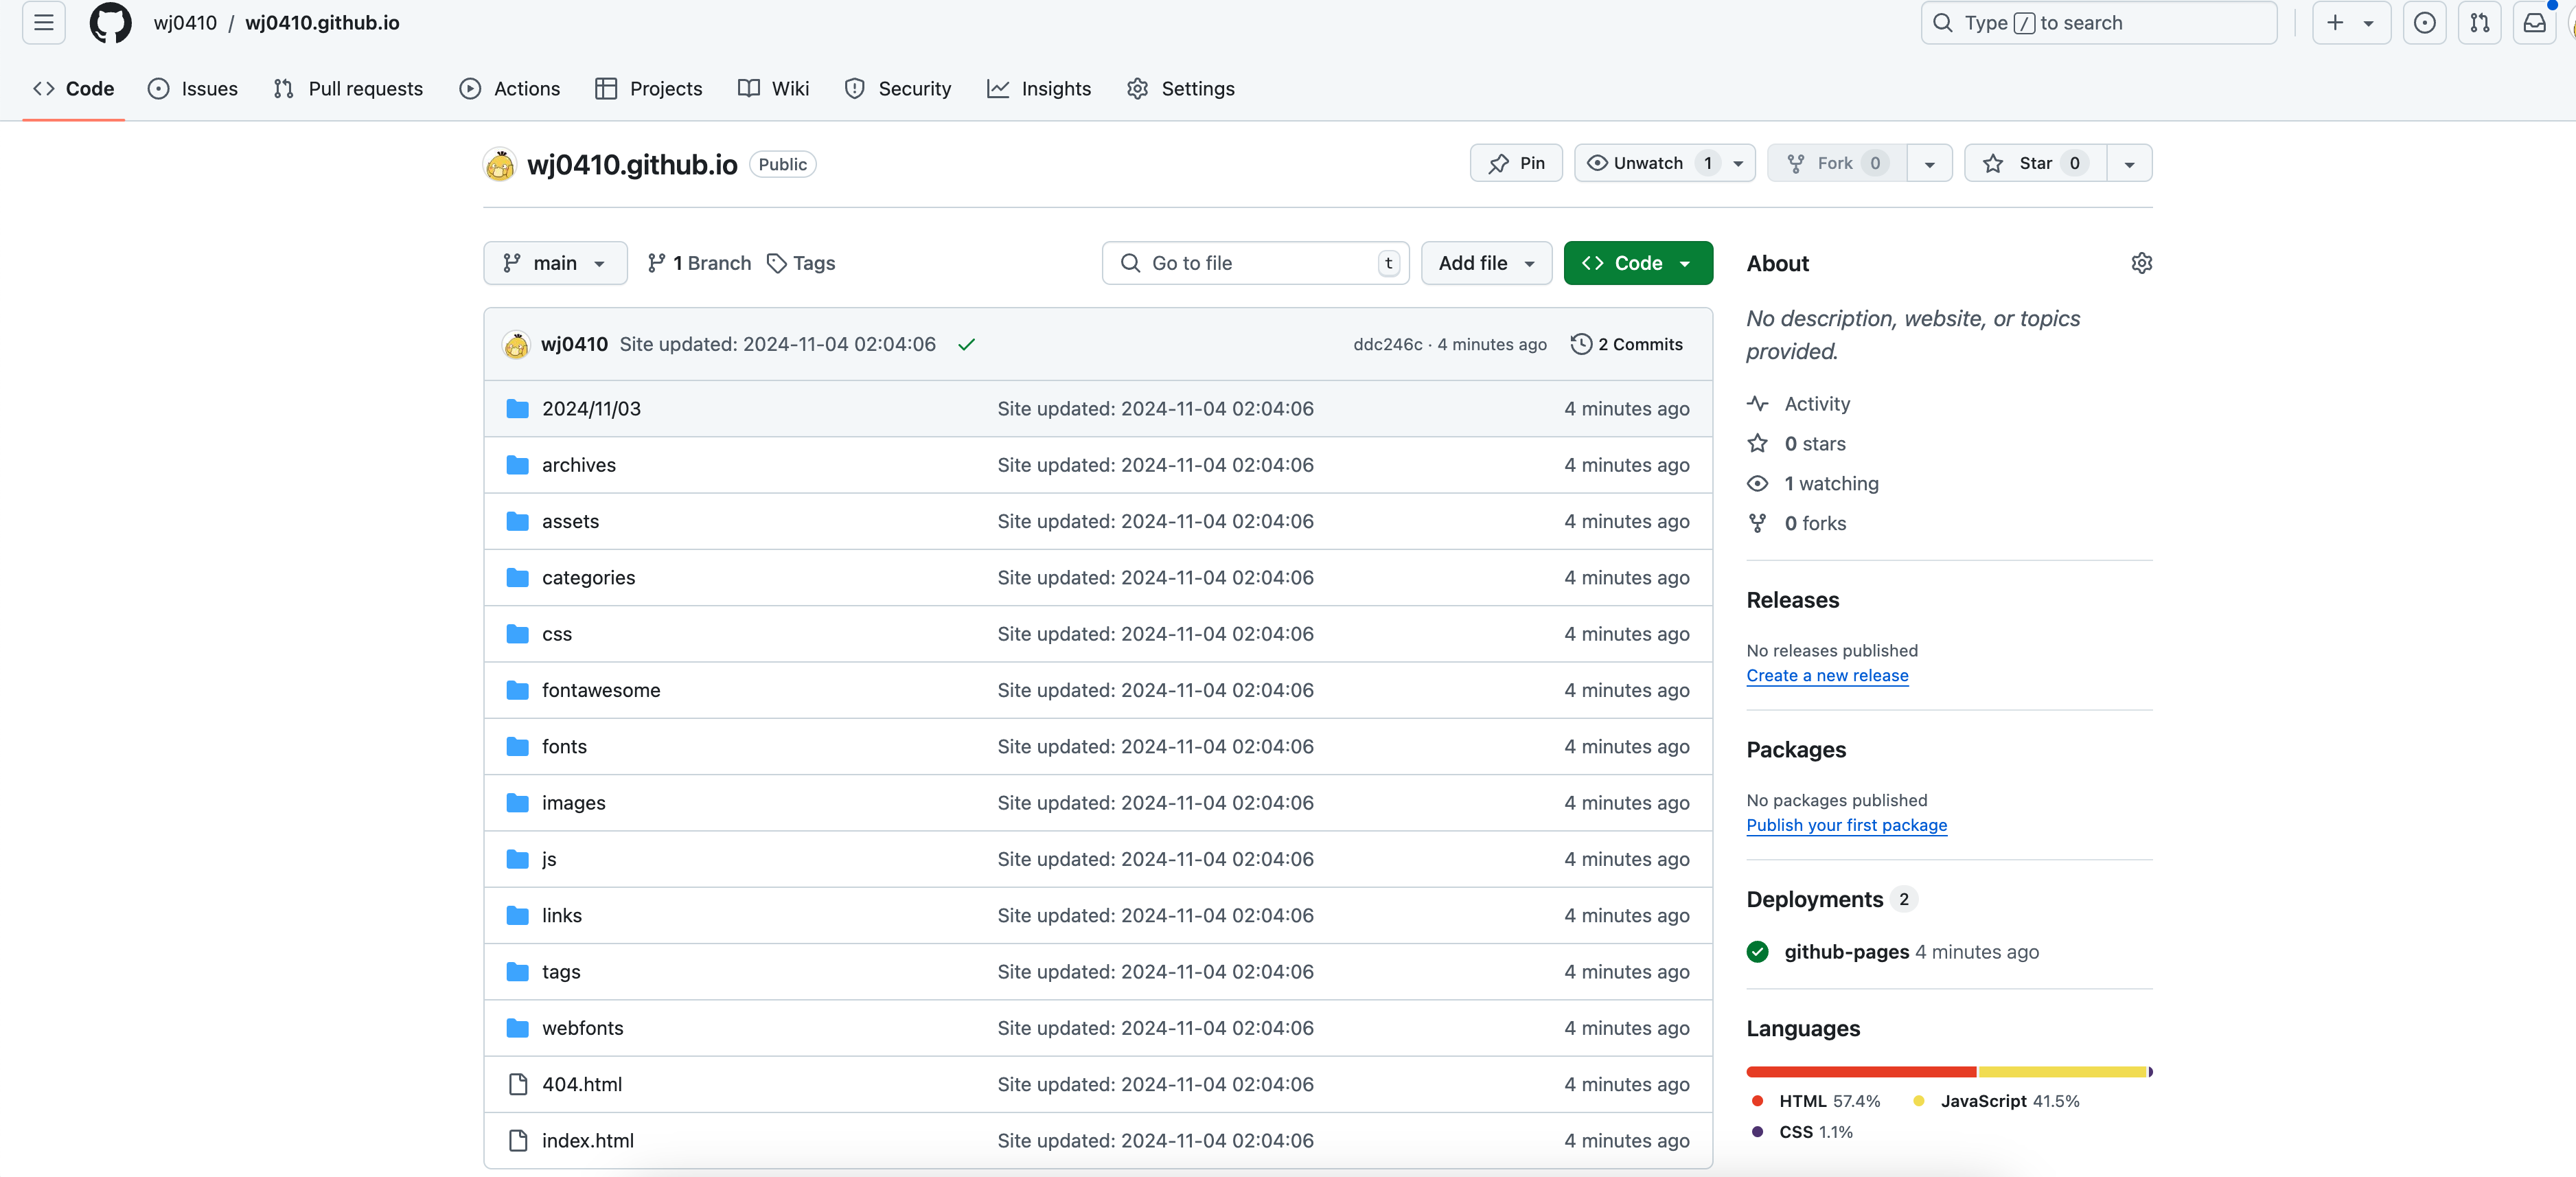 wj0410 / wj0410.github.io
Type / to search
Code Issues Pull requests Actions Projects Wiki Security Insights Settings
wj0410.github.io Public
Pin Unwatch 1 Fork 0 Star 0
main 1 Branch Tags Go to file t Add file Code
wj0410 Site updated: 2024-11-04 02:04:06 ddc246c · 4 minutes ago 2 Commits
2024/11/03 Site updated: 2024-11-04 02:04:06 4 minutes ago
archives Site updated: 2024-11-04 02:04:06 4 minutes ago
assets Site updated: 2024-11-04 02:04:06 4 minutes ago
categories Site updated: 2024-11-04 02:04:06 4 minutes ago
css Site updated: 2024-11-04 02:04:06 4 minutes ago
fontawesome Site updated: 2024-11-04 02:04:06 4 minutes ago
fonts Site updated: 2024-11-04 02:04:06 4 minutes ago
images Site updated: 2024-11-04 02:04:06 4 minutes ago
js Site updated: 2024-11-04 02:04:06 4 minutes ago
links Site updated: 2024-11-04 02:04:06 4 minutes ago
tags Site updated: 2024-11-04 02:04:06 4 minutes ago
webfonts Site updated: 2024-11-04 02:04:06 4 minutes ago
404.html Site updated: 2024-11-04 02:04:06 4 minutes ago
index.html Site updated: 2024-11-04 02:04:06 4 minutes ago
About
No description, website, or topics
provided.
Activity
0 stars
1 watching
0 forks
Releases
No releases published
Create a new release
Packages
No packages published
Publish your first package
Deployments 2
github-pages 4 minutes ago
Languages
HTML 57.4% JavaScript 41.5%
CSS 1.1%